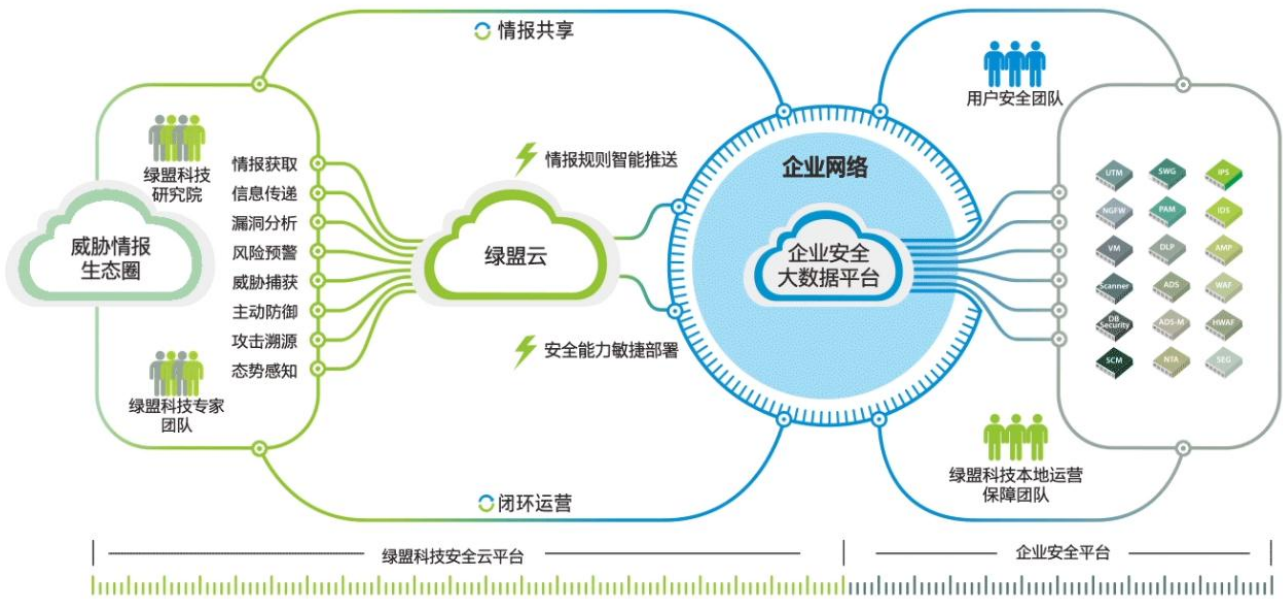 情报共享
用户安全团队
绿盟科技
研究院
情报获取
信息传递
漏洞分析
风险预警
威胁捕获
主动防御
攻击溯源
态势感知
威胁情报
生态圈
绿盟科技专家
团队
绿盟云
情报规则智能推送
安全能力敏捷部署
企业网络
企业安全
大数据平台
UTM
SWG
IPS
NGFW
PAM
IDS
VM
DLP
AMP
Scanner
ADS
WAF
DB
Security
ADS-M
HWAF
SCM
NTA
SEG
绿盟科技本地运营
保障团队
闭环运营
绿盟科技安全云平台
企业安全平台